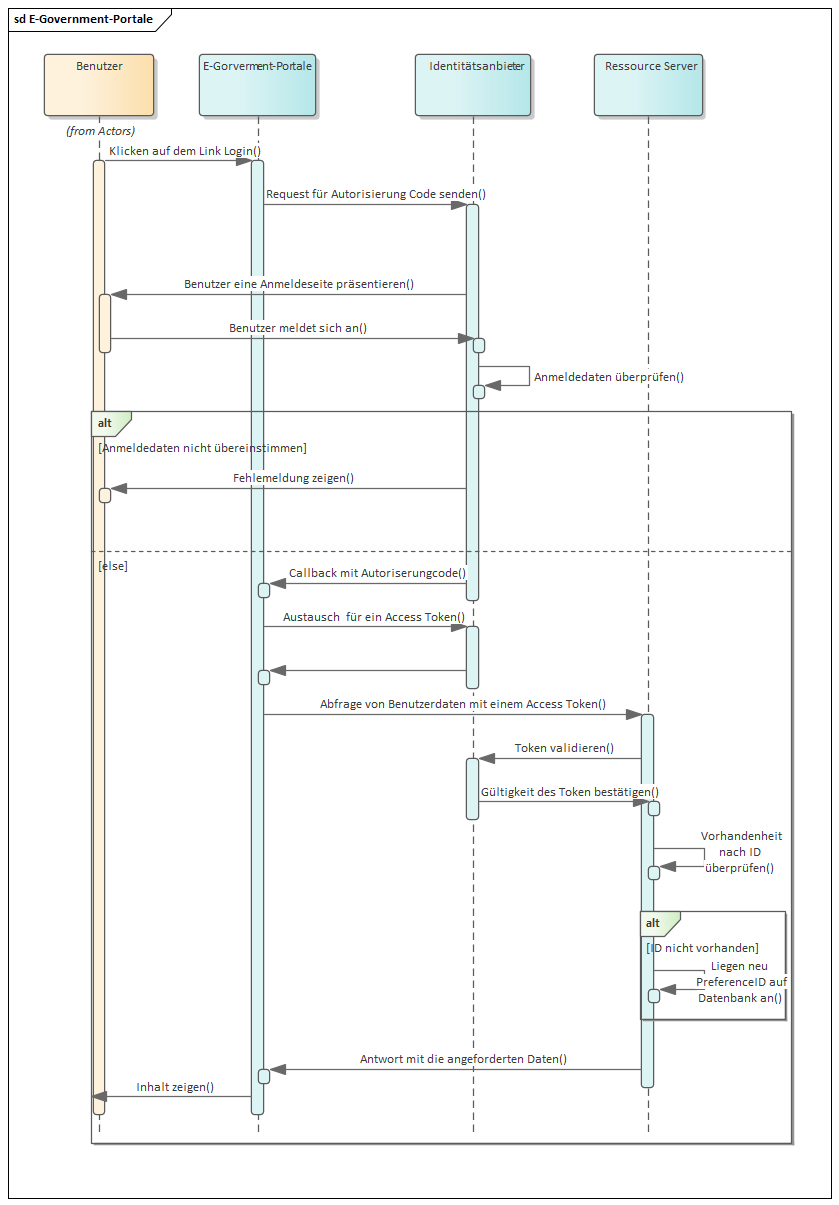 sd E-Government-Portale
Benutzer
E-Gorverment-Portale
Identitätsanbieter
Ressource Server
(from Actors)
Klicken auf dem Link Login()
Request für Autorisierung Code senden()
Benutzer eine Anmeldeseite präsentieren()
Benutzer meldet sich an()
Anmeldedaten überprüfen()
alt
[Anmeldedaten nicht übereinstimmen]
Fehlemeldung zeigen()
[else]
Callback mit Autoriserungcode()
Austausch  für ein Access Token()
Abfrage von Benutzerdaten mit einem Access Token()
Token validieren()
Gültigkeit des Token bestätigen()
Vorhandenheit
nach ID
überprüfen()
alt
[ID nicht vorhanden]
Liegen neu
PreferenceID auf
Datenbank an()
Antwort mit die angeforderten Daten()
Inhalt zeigen()